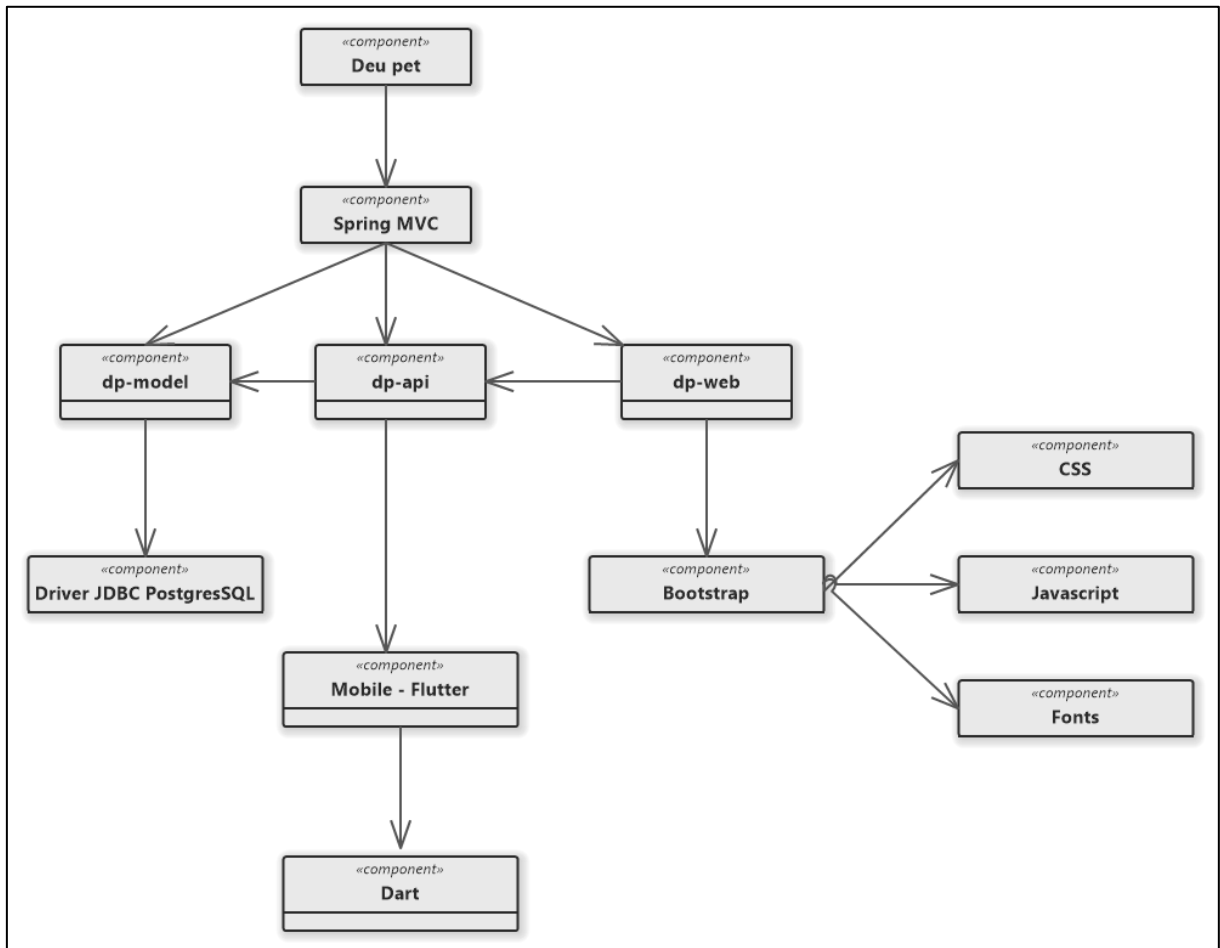 «component»
Deu pet
«component»
Spring MVC
«component»
dp-model
«component»
dp-api
«component»
dp-web
«component»
CSS
«component»
Driver JDBC PostgresSQL
«component»
Bootstrap
«component»
Javascript
«component»
Mobile - Flutter
«component»
Fonts
«component»
Dart